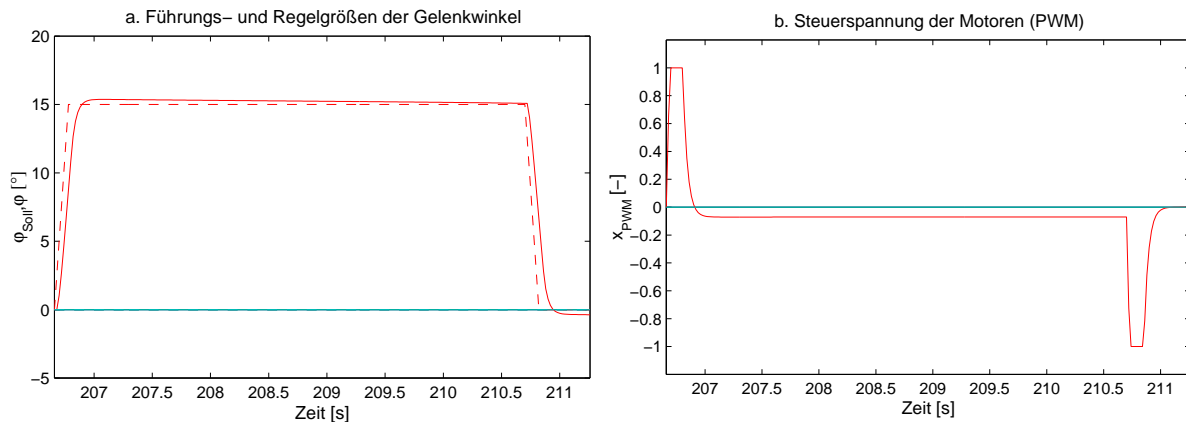 a. Führungs− und Regelgrößen der Gelenkwinkel
20
15
10
5
0
−5
φSoll,φ [°]
207 207.5 208 208.5 209 209.5 210 210.5 211
Zeit [s]
b. Steuerspannung der Motoren (PWM)
1
0.8
0.6
0.4
0.2
0
−0.2
−0.4
−0.6
−0.8
−1
xPWM [−]
207 207.5 208 208.5 209 209.5 210 210.5 211
Zeit [s]